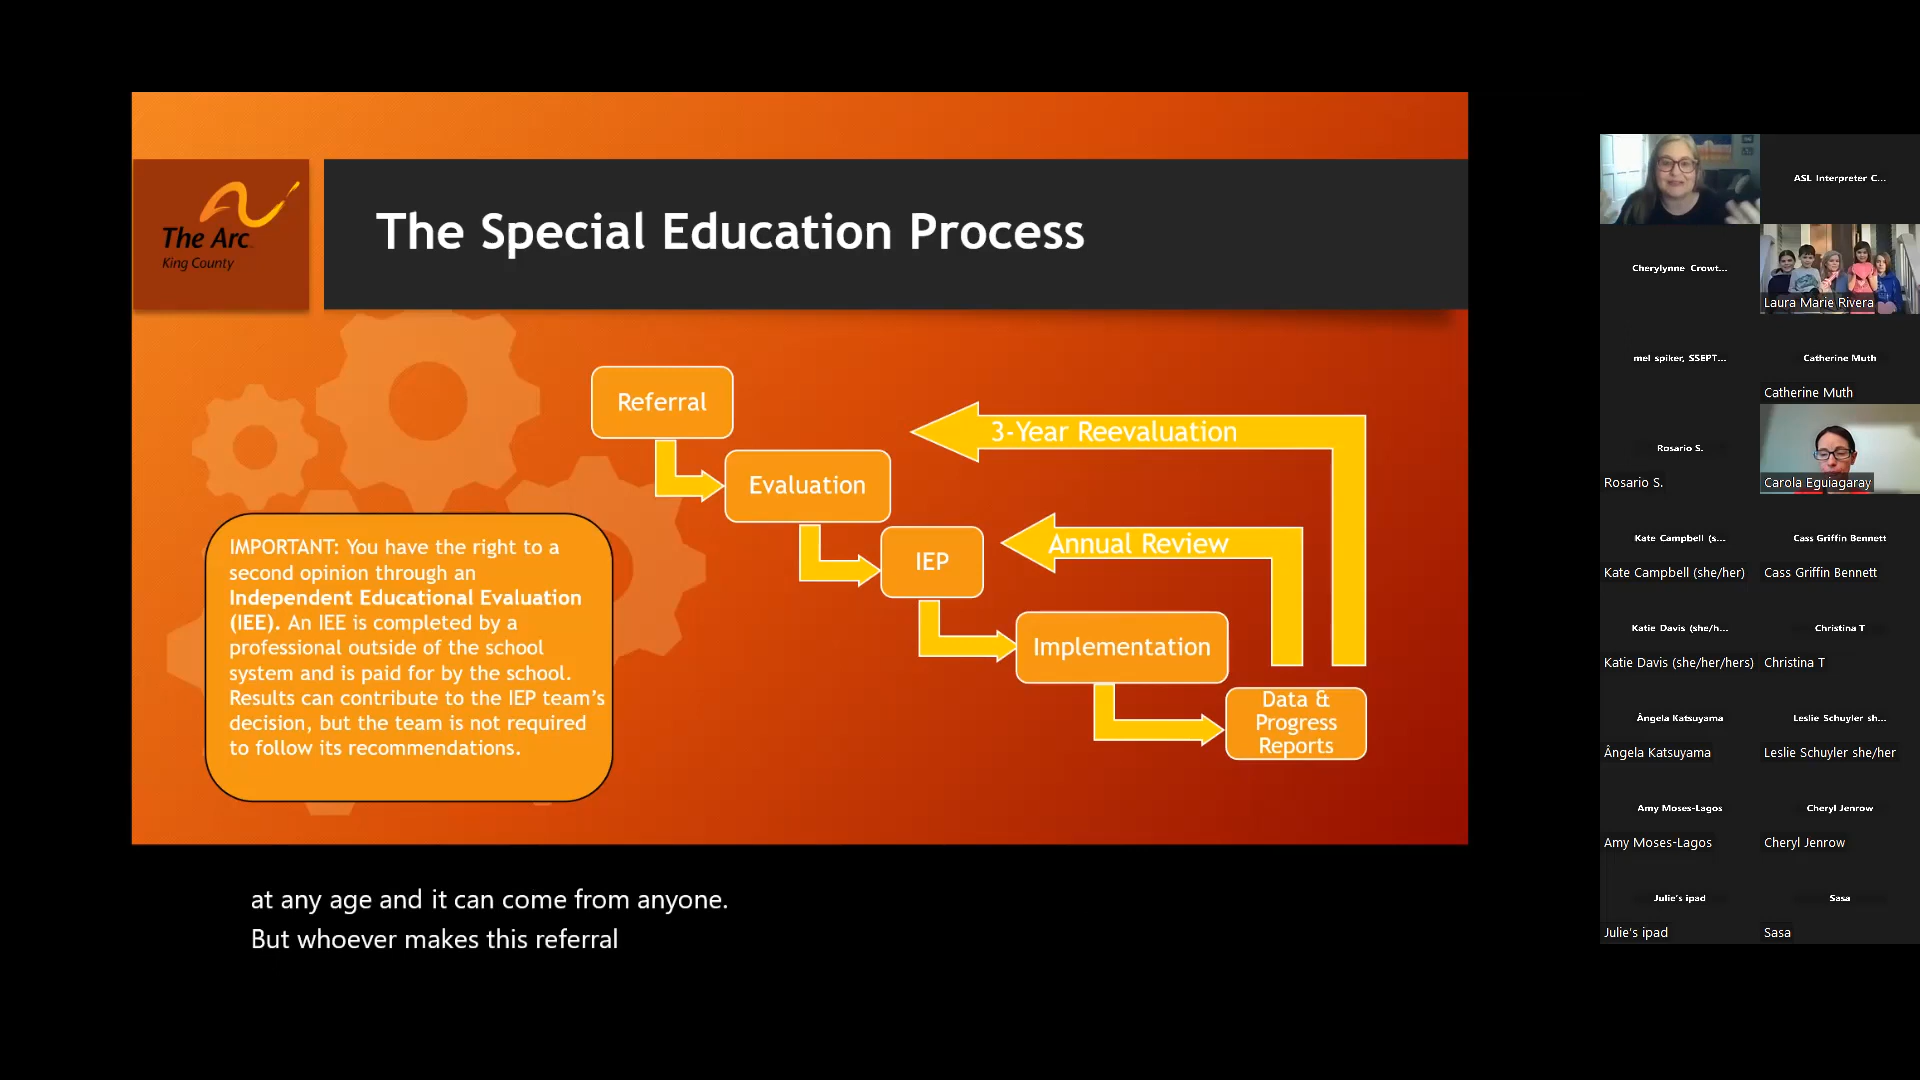 The Arc
King County
The Special Education Process
Referral
Evaluation
IEP
Implementation
Data &
Progress
Reports
3-Year Reevaluation
Annual Review
IMPORTANT: You have the right to a
second opinion through an
Independent Educational Evaluation
(IEE). An IEE is completed by a
professional outside of the school
system and is paid for by the school.
Results can contribute to the IEP team’s
decision, but the team is not required
to follow its recommendations.
at any age and it can come from anyone.
But whoever makes this referral
ASL Interpreter C...
Cherylynne Crowt...
Laura Marie Rivera
mel spiker, SSEPT...
Catherine Muth
Catherine Muth
Rosario S.
Rosario S.
Carola Eguiagaray
Kate Campbell (s...
Kate Campbell (she/her)
Cass Griffin Bennett
Cass Griffin Bennett
Katie Davis (she/h...
Katie Davis (she/her/hers)
Christina T
Christina T
Ângela Katsuyama
Ângela Katsuyama
Leslie Schuyler sh...
Leslie Schuyler she/her
Amy Moses-Lagos
Amy Moses-Lagos
Cheryl Jenrow
Cheryl Jenrow
Julie's ipad
Julie's ipad
Sasa
Sasa